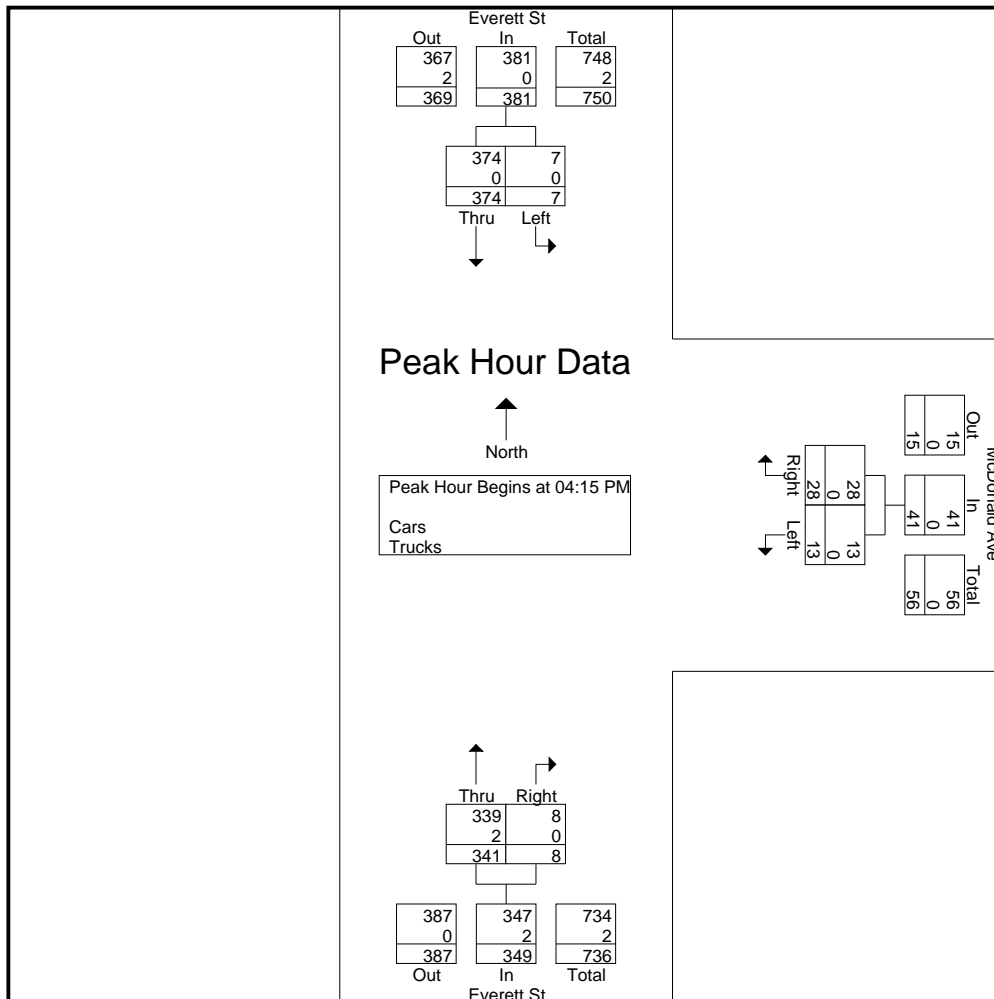 Everett St
Out In Total
367 381 748
2 0 2
369 381 750
374 7
0 0
374 7
Thru Left
Peak Hour Data
North
Peak Hour Begins at 04:15 PM
Cars
Trucks
McDonald Ave
Out In Total
15 41 56
0 0 0
15 41 56
28 13
0 0
28 13
Right Left
Thru Right
339 8
2 0
341 8
387 347 734
0 2 2
387 349 736
Out In Total
Everett St